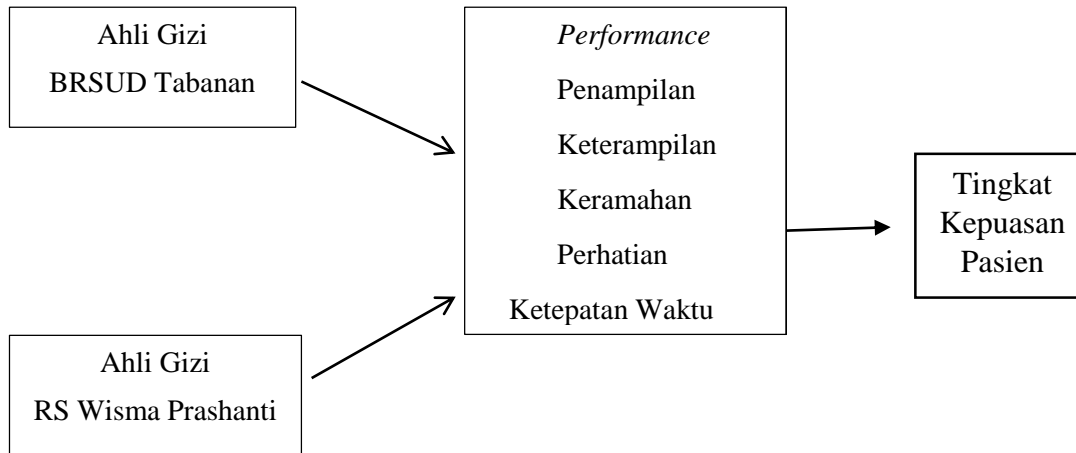 Ahli Gizi
BRSUD Tabanan
Performance
Penampilan
Keterampilan
Keramahan
Perhatian
Ketepatan Waktu
Tingkat
Kepuasan
Pasien
Ahli Gizi
RS Wisma Prashanti